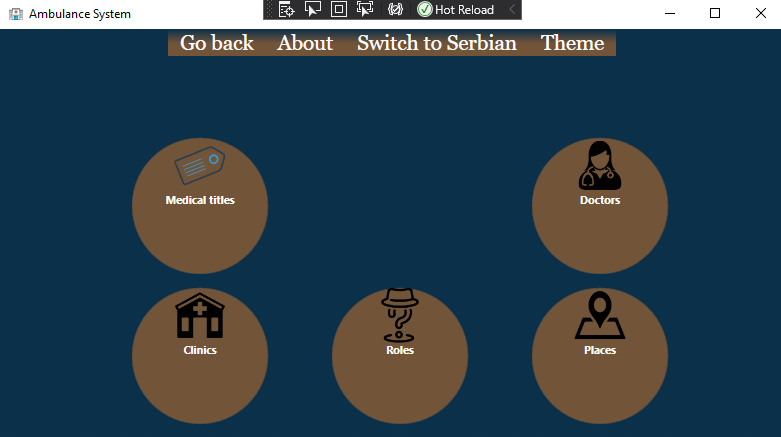 Ambulance System
Hot Reload
Go back About Switch to Serbian Theme
Medical titles
Doctors
Clinics
Roles
Places